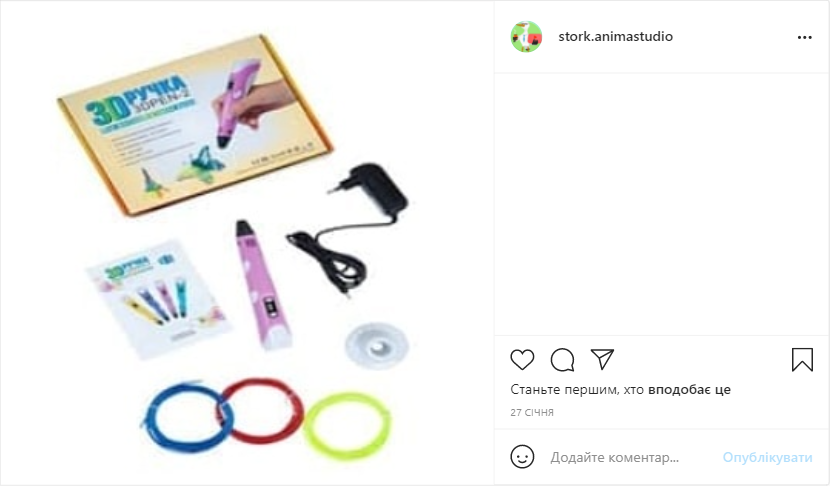 3D РУЧКА
3DPEN-2
3D РУЧКА
stork.animastudio
Станьте першим, хто вподобає це
27 СІЧНЯ
Додайте коментар...
Опублікувати